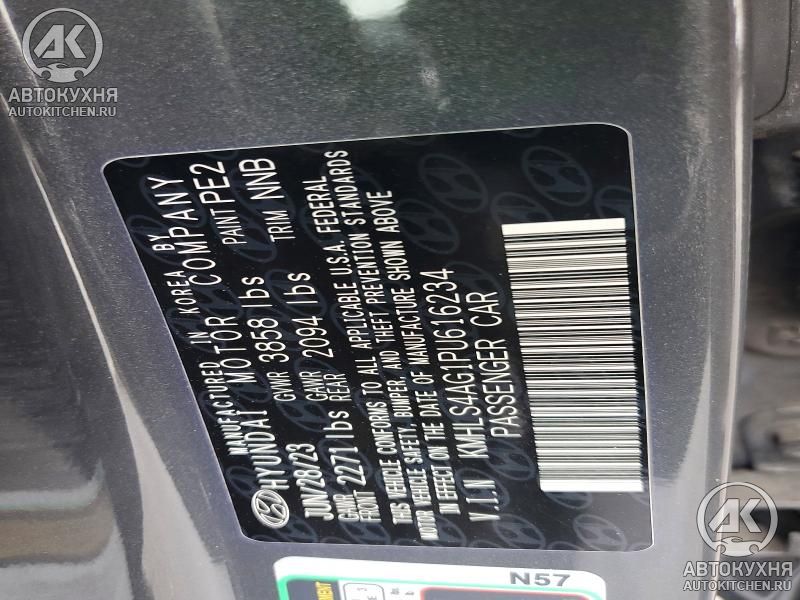 AK
АВТОКУХНЯ
AUTOKITCHEN.RU
MANUFACTURED IN KOREA BY
HYUNDAI MOTOR COMPANY
JUN/28/23 GVWR 3858 lbs PAINT PE2
GAWR FRONT 2271 lbs GAWR REAR 2094 lbs TRIM NNB
THIS VEHICLE CONFORMS TO ALL APPLICABLE U.S.A. FEDERAL
MOTOR VEHICLE SAFETY, BUMPER AND THEFT PREVENTION STANDARDS
IN EFFECT ON THE DATE OF MANUFACTURE SHOWN ABOVE
V.I.N KMHLS4AG1PU616234
PASSENGER CAR
N57
AK
АВТОКУХНЯ
AUTOKITCHEN.RU